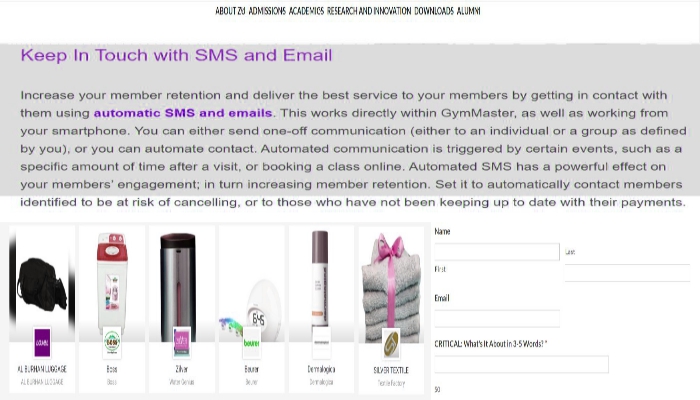 ABOUT ZU ADMISSIONS ACADEMICS RESEARCH AND INNOVATION DOWNLOADS ALUMNI
Keep In Touch with SMS and Email
Increase your member retention and deliver the best service to your members by getting in contact with
them using automatic SMS and emails. This works directly within GymMaster, as well as working from
your smartphone. You can either send one-off communication (either to an individual or a group as defined
by you), or you can automate contact. Automated communication is triggered by certain events, such as a
specific amount of time after a visit, or booking a class online. Automated SMS has a powerful effect on
your members' engagement; in turn increasing member retention. Set it to automatically contact members
identified to be at risk of cancelling, or to those who have not been keeping up to date with their payments.
Name
Last
First
Email
CRITICAL: What's It About in 3-5 Words? *
50
beurer
AL BURHAN LUGGAGE Boss Zilver Beurer Dermalogica SILVER TEXTILE
AL BURHAN LUGGAGE Boss Water Genius Beurer Dermalogica Textile Factory